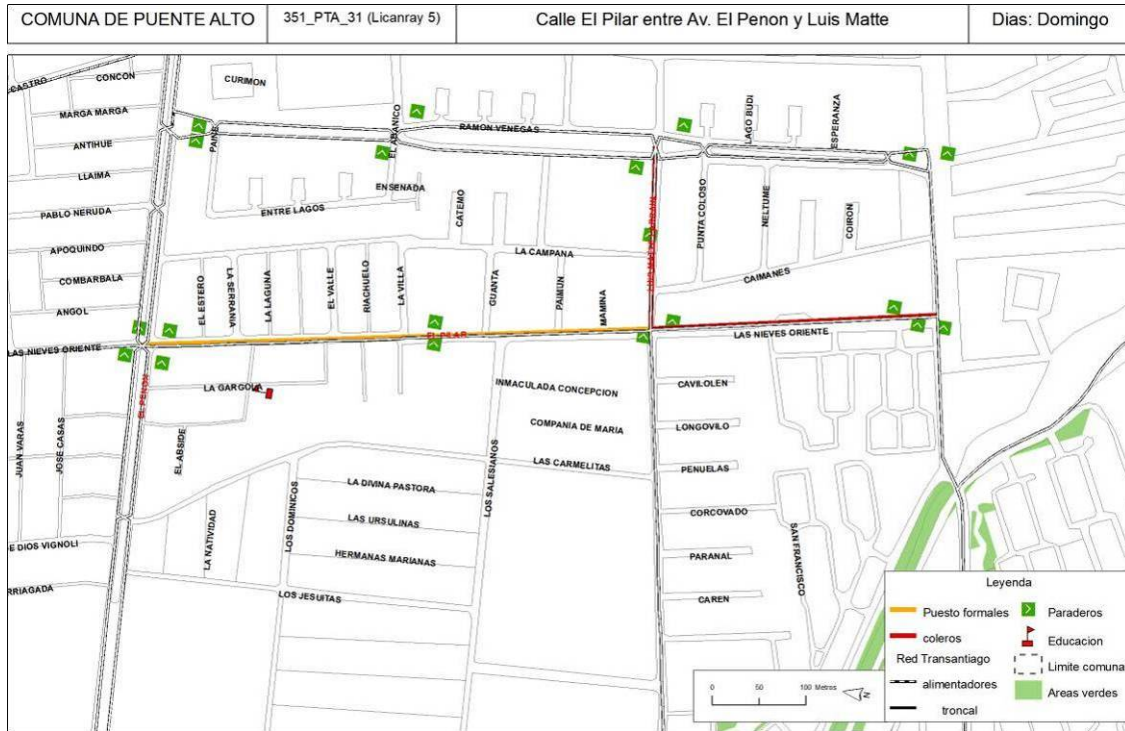 COMUNA DE PUENTE ALTO
351_PTA_31 (Licanray 5)
Calle El Pilar entre Av. El Penon y Luis Matte
Dias: Domingo
CASTRO
CONCON
CURIMON
MARGA MARGA
PAINE
EL ABANICO
RAMON VENEGAS
LAGO BUDI
ESPERANZA
ANTIHUE
LLAIMA
ENSENADA
PABLO NERUDA
ENTRE LAGOS
CATEMO
PUNTA COLOSO
NELTUME
COIRON
APOQUINDO
LA CAMPANA
COMBARBALA
CAIMANES
EL ESTERO
LA SERRANIA
LA LAGUNA
EL VALLE
RIACHUELO
LA VILLA
GUANTA
PAIMUN
MAMINA
ANGOL
EL PILAR
LAS NIEVES ORIENTE
LAS NIEVES ORIENTE
EL PENON
LA GARGOLA
INMACULADA CONCEPCION
CAVILOLEN
JUAN VARAS
JOSE CASAS
EL ABSIDE
COMPANIA DE MARIA
LONGOVILO
LOS SALESIANOS
LAS CARMELITAS
PENUELAS
LA DIVINA PASTORA
LA NATIVIDAD
LOS DOMINICOS
LAS URSULINAS
CORCOVADO
SAN FRANCISCO
E DIOS VIGNOLI
HERMANAS MARIANAS
PARANAL
RRIAGADA
LOS JESUITAS
CAREN
Leyenda
Puesto formales
Paraderos
coleros
Educacion
Red Transantiago
Limite comuna
alimentadores
Areas verdes
troncal
0 50 100 Metros
N